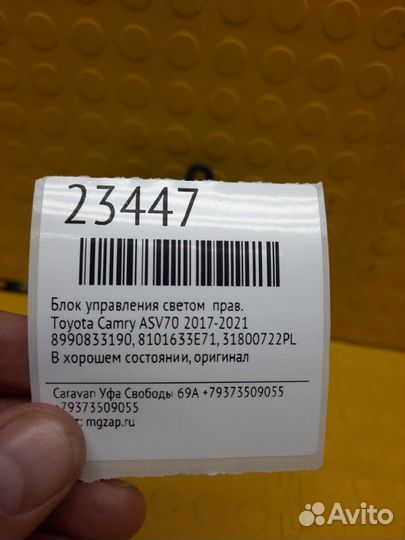 23447
Блок управления светом прав.
Toyota Camry ASV70 2017-2021
8990833190, 8101633E71, 31800722PL
В хорошем состоянии, оригинал
Caravan Уфа Свободы 69А +79373509055
+79373509055
mgzap.ru
Avito